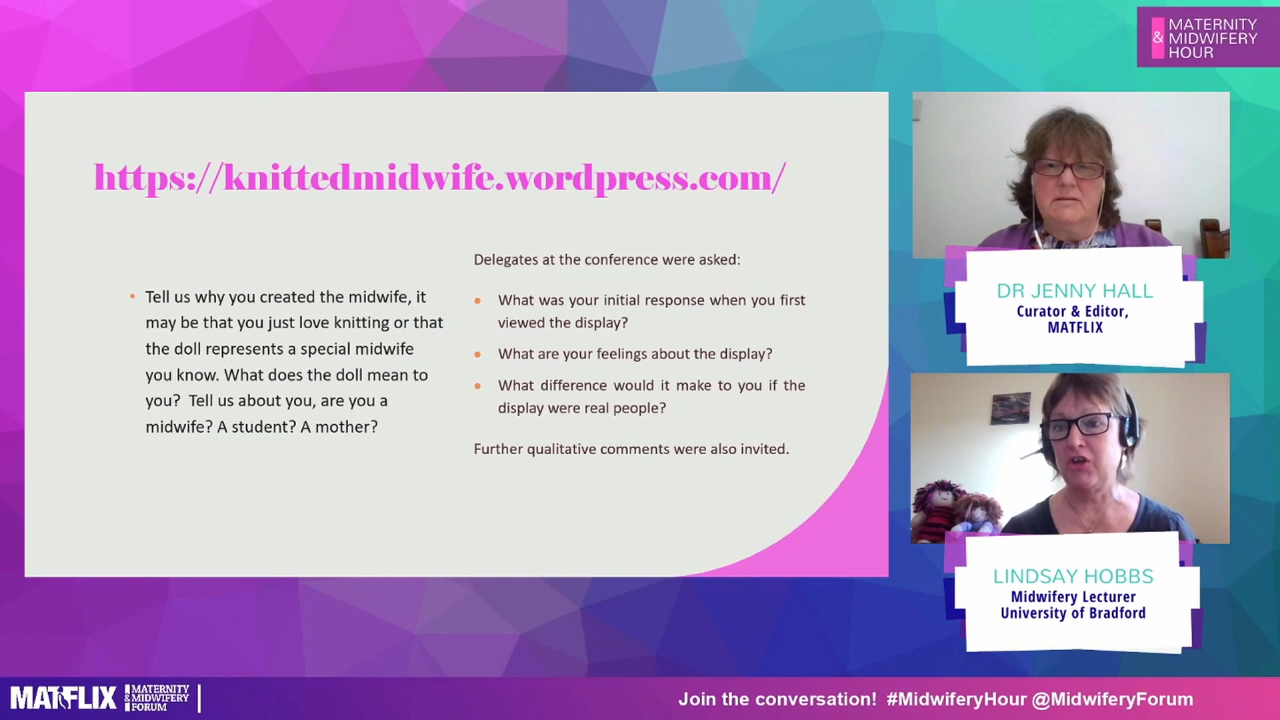 & MATERNITY
MIDWIFERY
HOUR
https://knittedmidwife.wordpress.com/
• Tell us why you created the midwife, it
may be that you just love knitting or that
the doll represents a special midwife
you know. What does the doll mean to
you? Tell us about you, are you a
midwife? A student? A mother?
Delegates at the conference were asked:
• What was your initial response when you first
viewed the display?
• What are your feelings about the display?
• What difference would it make to you if the
display were real people?
Further qualitative comments were also invited.
DR JENNY HALL
Curator & Editor,
MATFLIX
LINDSAY HOBBS
Midwifery Lecturer
University of Bradford
MATFLIX
MATERNITY
& MIDWIFERY
FORUM
Join the conversation! #MidwiferyHour @MidwiferyForum